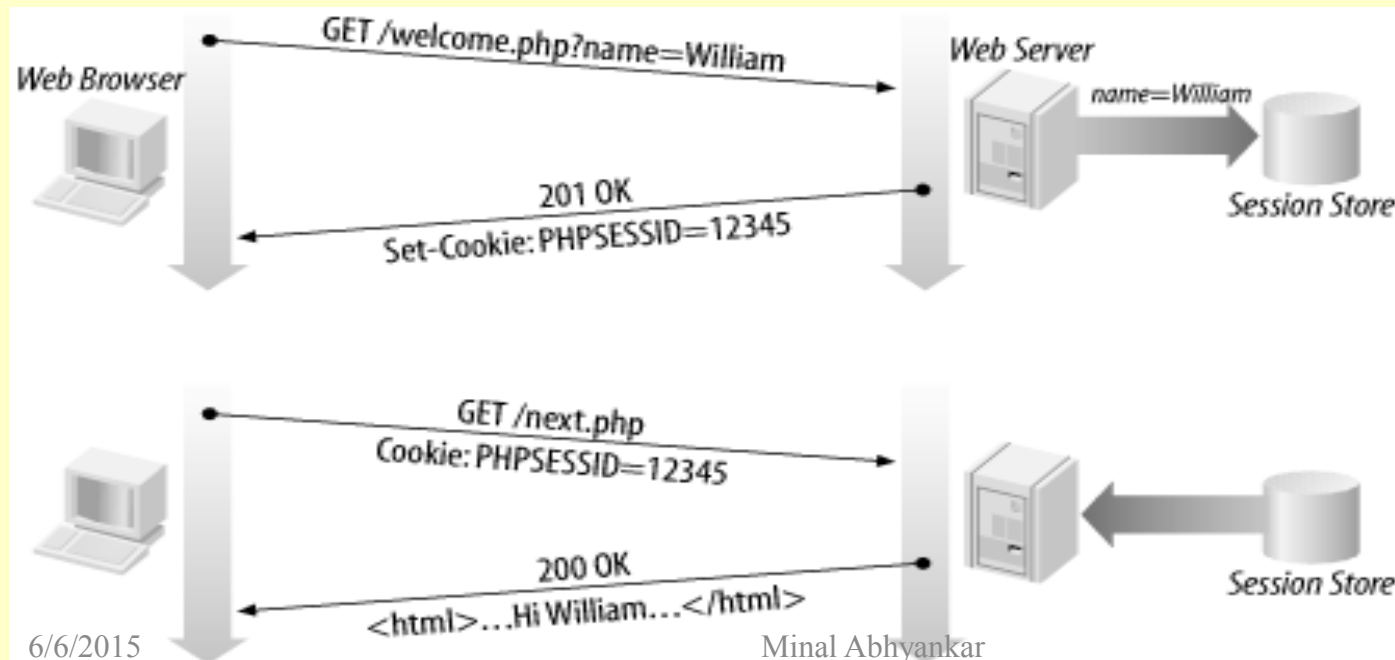 GET /welcome.php?name=William
Web Browser
Web Server
name=William
201 OK
Set-Cookie: PHPSESSID=12345
Session Store
GET /next.php
Cookie: PHPSESSID=12345
200 OK
<html>...Hi William...</html>
Session Store
6/6/2015
Minal Abhyankar